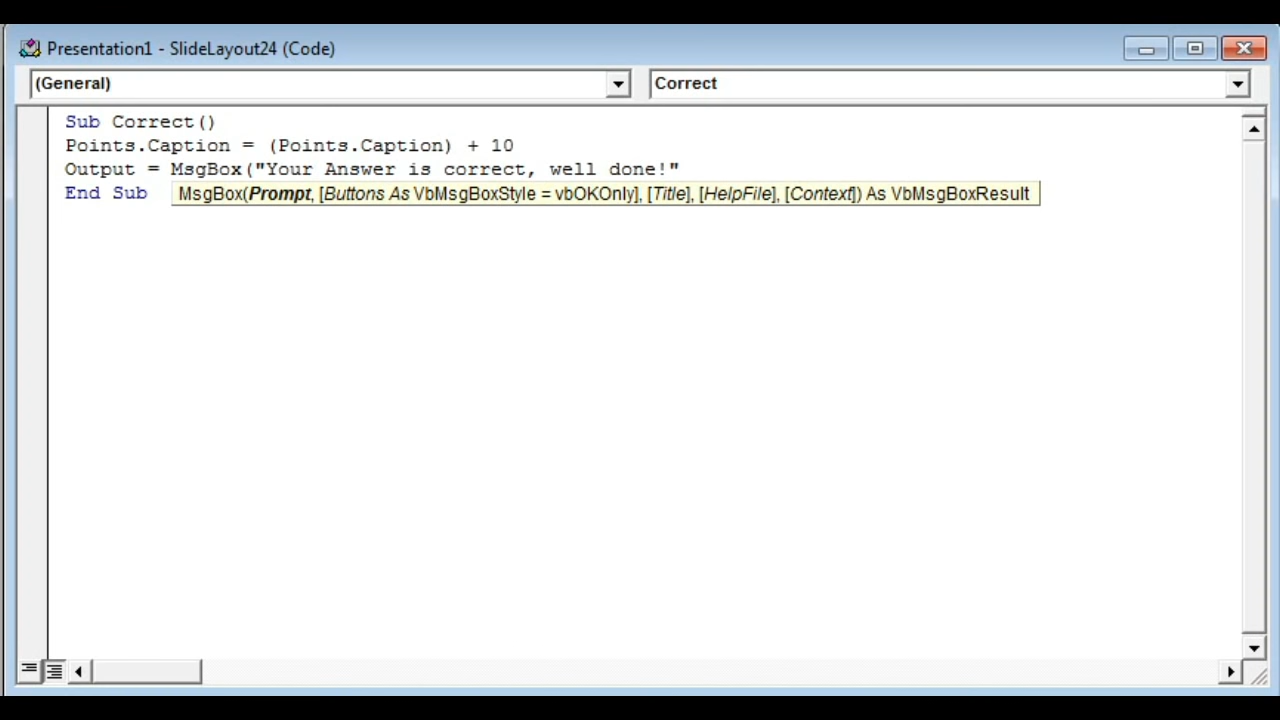 Presentation1 - SlideLayout24 (Code)
(General) Correct
Sub Correct()
Points.Caption = (Points.Caption) + 10
Output = MsgBox("Your Answer is correct, well done!"
End Sub
MsgBox(Prompt, [Buttons As VbMsgBoxStyle = vbOKOnly], [Title], [HelpFile], [Context]) As VbMsgBoxResult